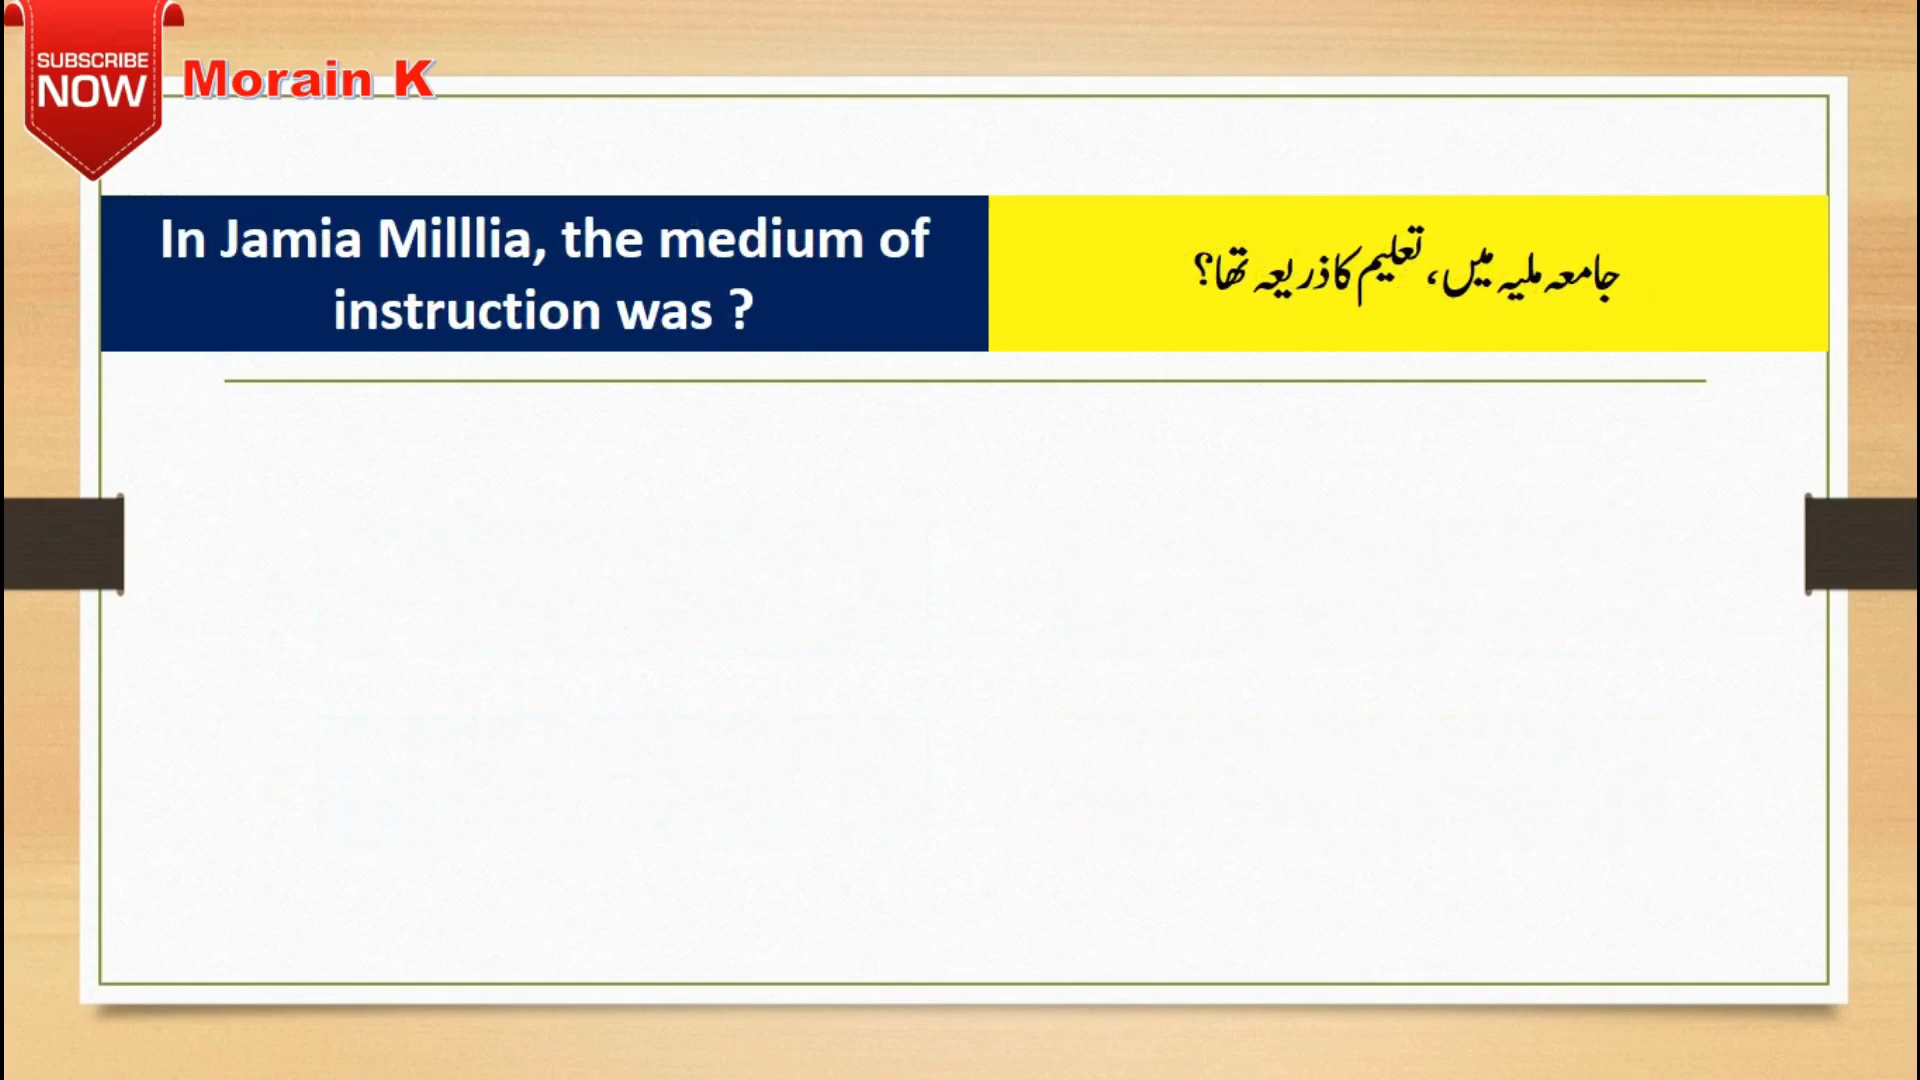 SUBSCRIBE
NOW
Morain K
In Jamia Milllia, the medium of
instruction was ?
جامعہ ملیہ میں، تعلیم کا ذریعہ تھا؟